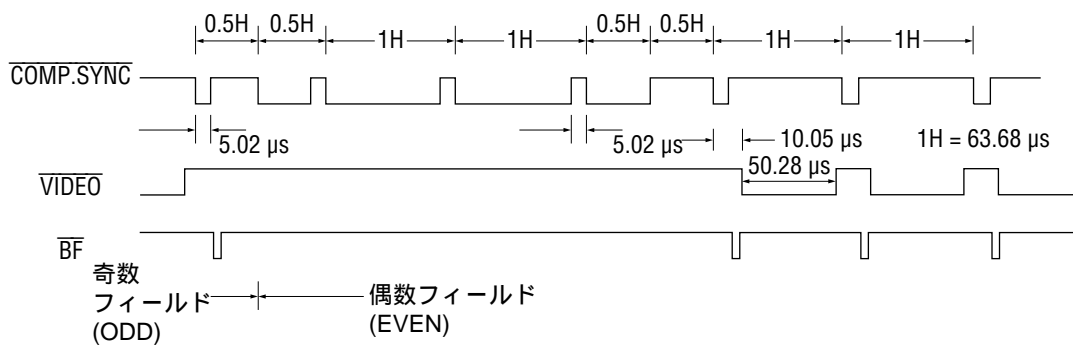 0.5H 0.5H 1H 1H 0.5H 0.5H 1H 1H
COMP.SYNC
5.02 μs 5.02 μs 10.05 μs 1H = 63.68 μs
50.28 μs
VIDEO
BF
奇数
フィールド
(ODD)
偶数フィールド
(EVEN)